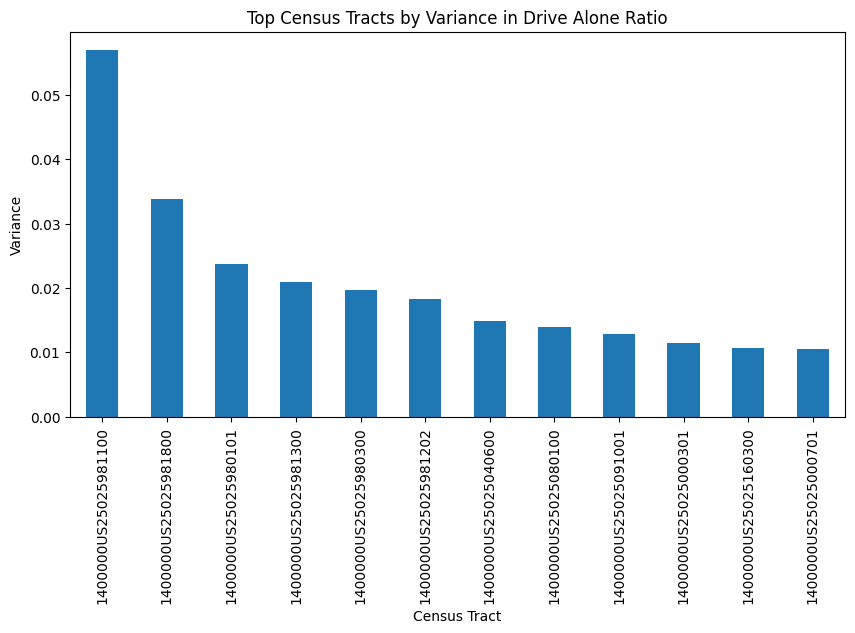 Top Census Tracts by Variance in Drive Alone Ratio
Variance
0.05
0.04
0.03
0.02
0.01
0.00
1400000US25025981100
1400000US25025981800
1400000US25025980101
1400000US25025981300
1400000US25025980300
1400000US25025981202
1400000US25025040600
1400000US25025080100
1400000US25025091001
1400000US25025000301
1400000US25025160300
1400000US25025000701
Census Tract